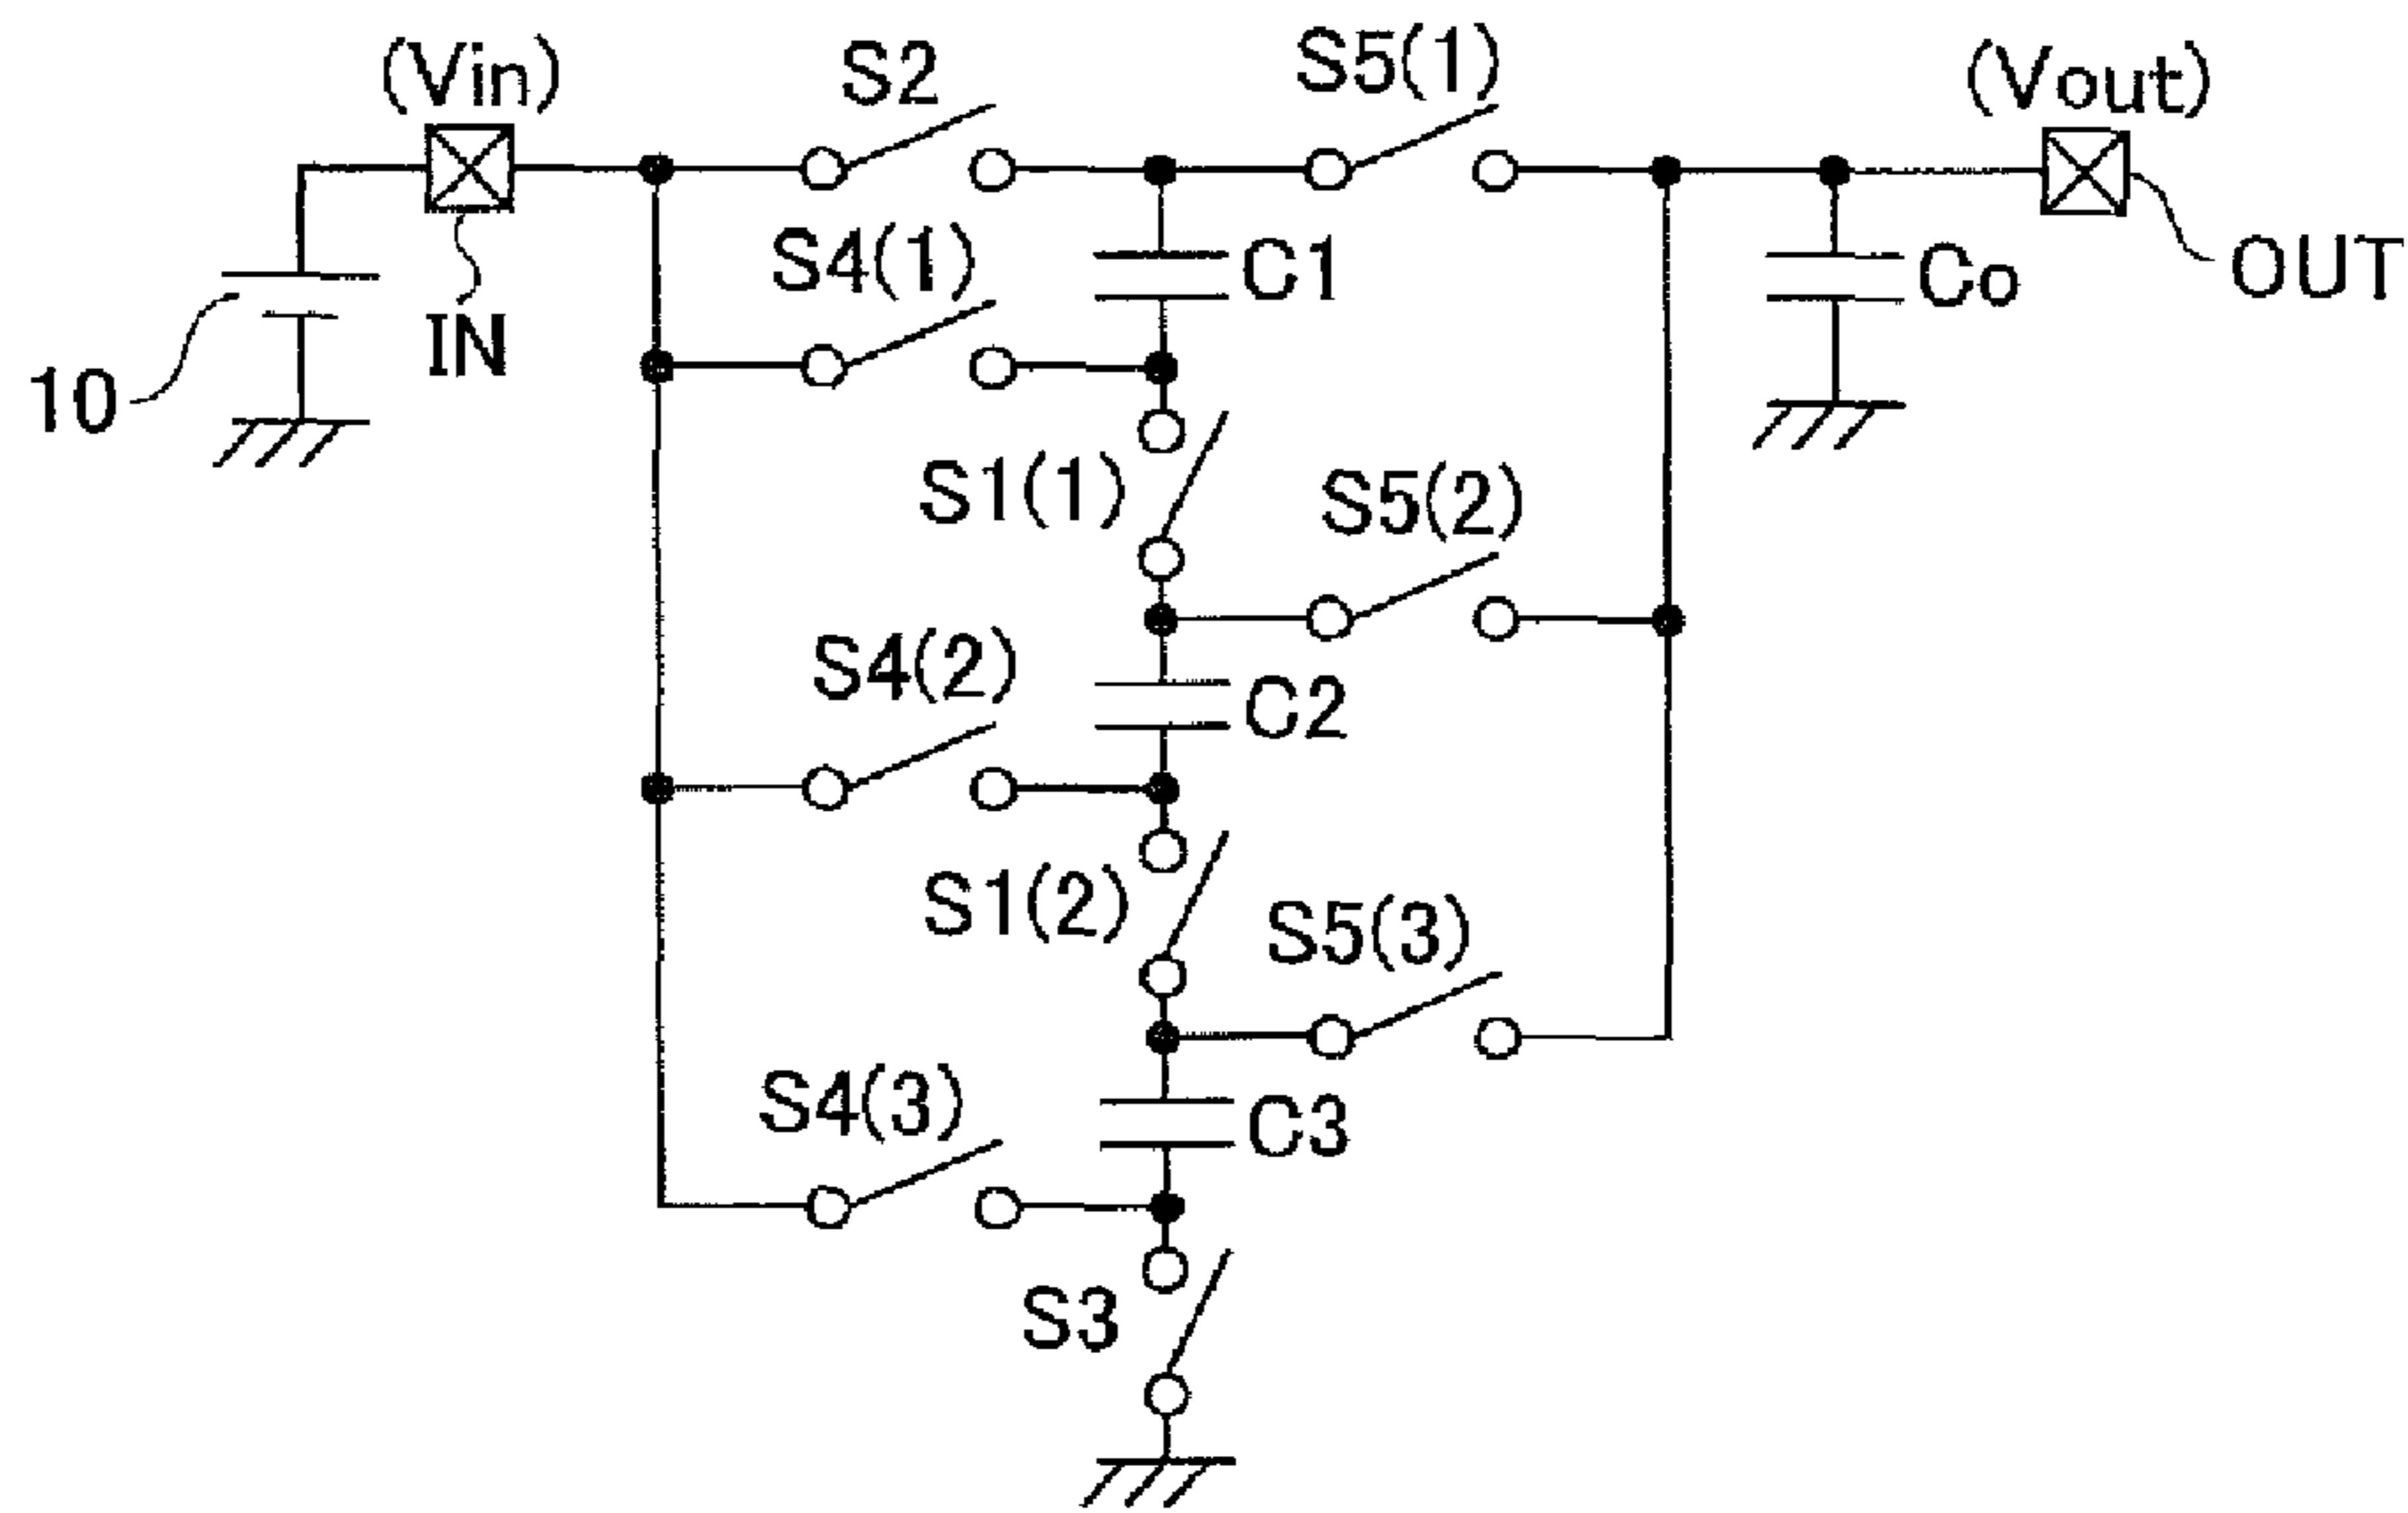 (Vin)
S2
S5(1)
(Vout)
S4(1)
C1
Co
OUT
IN
10
S1(1)
S5(2)
S4(2)
C2
S1(2)
S5(3)
S4(3)
C3
S3